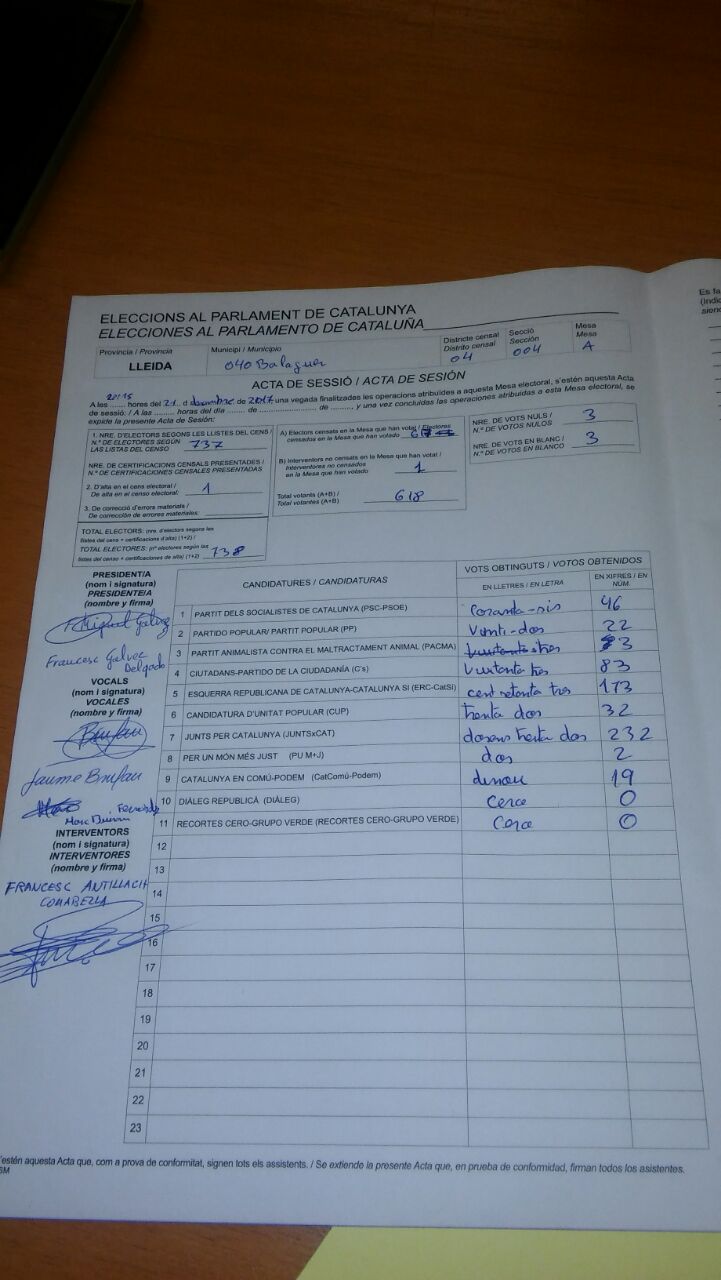 ELECCIONS AL PARLAMENT DE CATALUNYA
ELECCIONES AL PARLAMENTO DE CATALUÑA
Província / Provincia
LLEIDA
Municipi / Municipio
040 Balaguer
Districte censal
Distrito censal
04
Secció
Sección
004
Mesa
Mesa
A
ACTA DE SESSIÓ / ACTA DE SESIÓN
A les 20:15 hores del 21 d desembre de 2017 una vegada finalitzades les operacions atribuïdes a aquesta Mesa electoral, s'estén aquesta Acta
de sessió: / A las ........ horas del día ........ de ........................ de ........, y una vez concluidas las operaciones atribuidas a esta Mesa electoral, se
expide la presente Acta de Sesión:
1. NRE. D'ELECTORS SEGONS LES LLISTES DEL CENS /
N.º DE ELECTORES SEGÚN
LAS LISTAS DEL CENSO
737
NRE. DE CERTIFICACIONS CENSALS PRESENTADES /
N.º DE CERTIFICACIONES CENSALES PRESENTADAS
2. D'alta en el cens electoral /
De alta en el censo electoral:
1
3. De correcció d'errors materials /
De corrección de errores materiales:
TOTAL ELECTORS: (nre. d'electors segons les
llistes del cens + certificacions d'alta) (1+2) /
TOTAL ELECTORES: (nº electores según las
listas del censo + certificaciones de alta) (1+2)
738
A) Electors censats en la Mesa que han votat / Electores
censados en la Mesa que han votado
617
B) Interventors no censats en la Mesa que han votat /
Interventores no censados
en la Mesa que han votado
1
Total votants (A+B) /
Total votantes (A+B)
618
NRE. DE VOTS NULS /
N.º DE VOTOS NULOS
3
NRE. DE VOTS EN BLANC /
N.º DE VOTOS EN BLANCO
3
PRESIDENT/A
(nom i signatura)
PRESIDENTE/A
(nombre y firma)
Miguel Galvez
Francesc Galvez
Delgado
VOCALS
(nom i signatura)
VOCALES
(nombre y firma)
Brufau
Jaume Brufau
INTERVENTORS
(nom i signatura)
INTERVENTORES
(nombre y firma)
FRANCESC ANTILLACH
COMABELLA
CANDIDATURES / CANDIDATURAS
VOTS OBTINGUTS / VOTOS OBTENIDOS
EN LLETRES / EN LETRA
EN XIFRES / EN NÚM.
1 PARTIT DELS SOCIALISTES DE CATALUNYA (PSC-PSOE) coranta-sis 46
2 PARTIDO POPULAR/ PARTIT POPULAR (PP) Vinti-dos 22
3 PARTIT ANIMALISTA CONTRA EL MALTRACTAMENT ANIMAL (PACMA) tres 3
4 CIUTADANS-PARTIDO DE LA CIUDADANÍA (C's) Vuitanta tres 83
5 ESQUERRA REPUBLICANA DE CATALUNYA-CATALUNYA SÍ (ERC-CatSí) cent setanta tres 173
6 CANDIDATURA D'UNITAT POPULAR (CUP) trenta dos 32
7 JUNTS PER CATALUNYA (JUNTSxCAT) dosens trenta dos 232
8 PER UN MÓN MÉS JUST (PU M+J) dos 2
9 CATALUNYA EN COMÚ-PODEM (CatComú-Podem) dinou 19
10 DIÀLEG REPUBLICÀ (DIÀLEG) Cero 0
11 RECORTES CERO-GRUPO VERDE (RECORTES CERO-GRUPO VERDE) Cero 0
12
13
14
15
16
17
18
19
20
21
22
23
estén aquesta Acta que, com a prova de conformitat, signen tots els assistents. / Se extiende la presente Acta que, en prueba de conformidad, firman todos los asistentes.
Es fa
(indic
siend